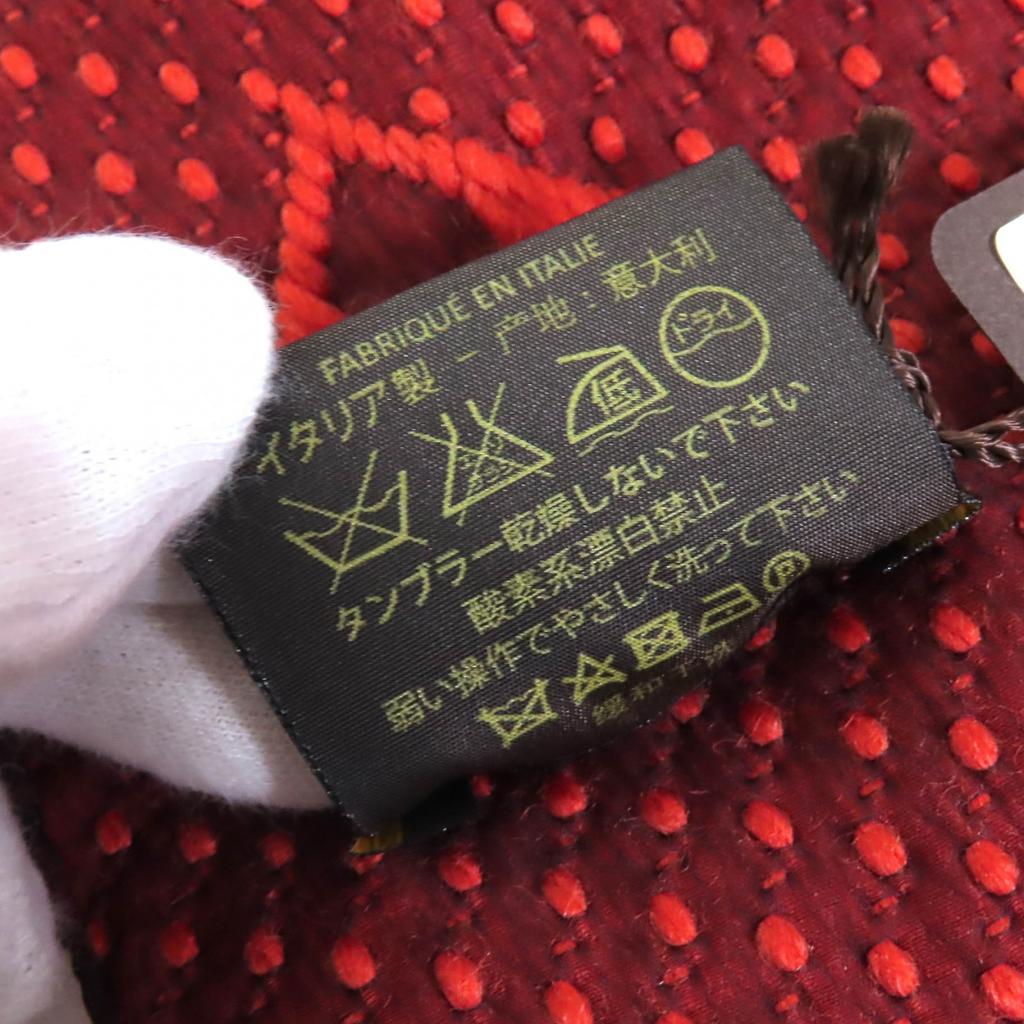 FABRIQUÉ EN ITALIE
イタリア製 - 产地：意大利
低 ドライ
タンブラー乾燥しないで下さい
酸素系漂白禁止
弱い操作でやさしく洗って下さい
P